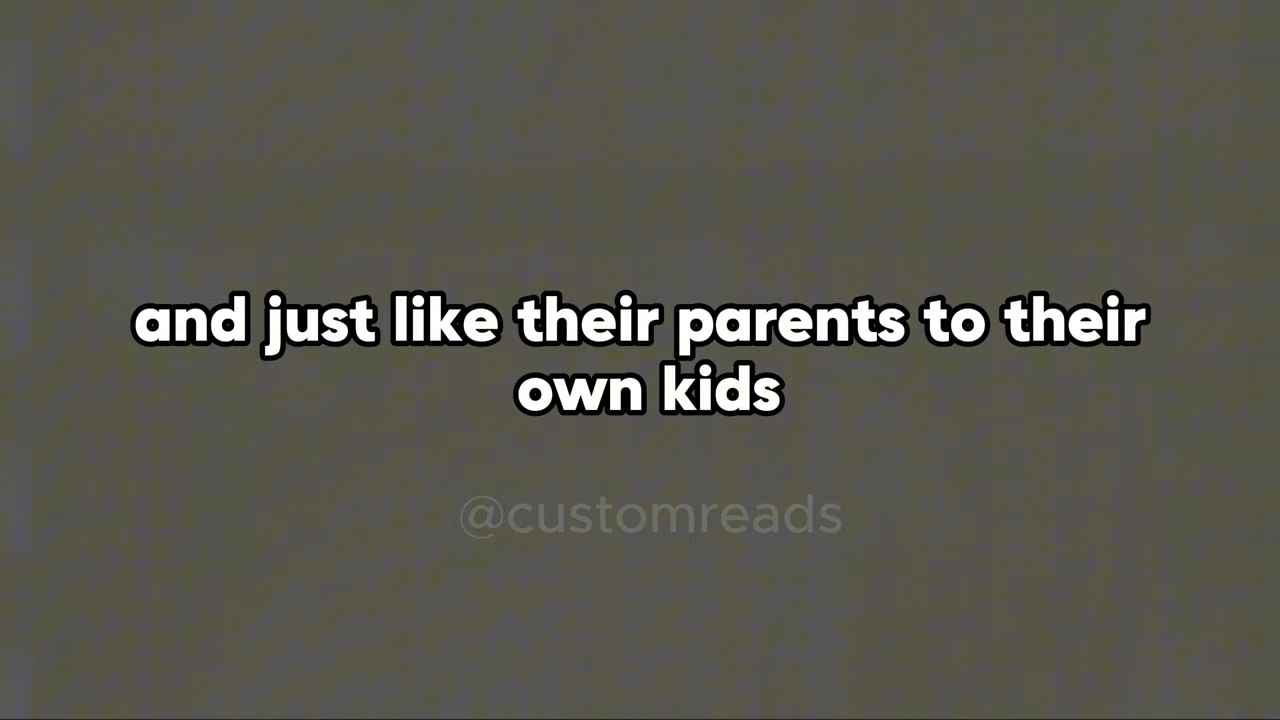 and just like their parents to their
own kids
@customreads